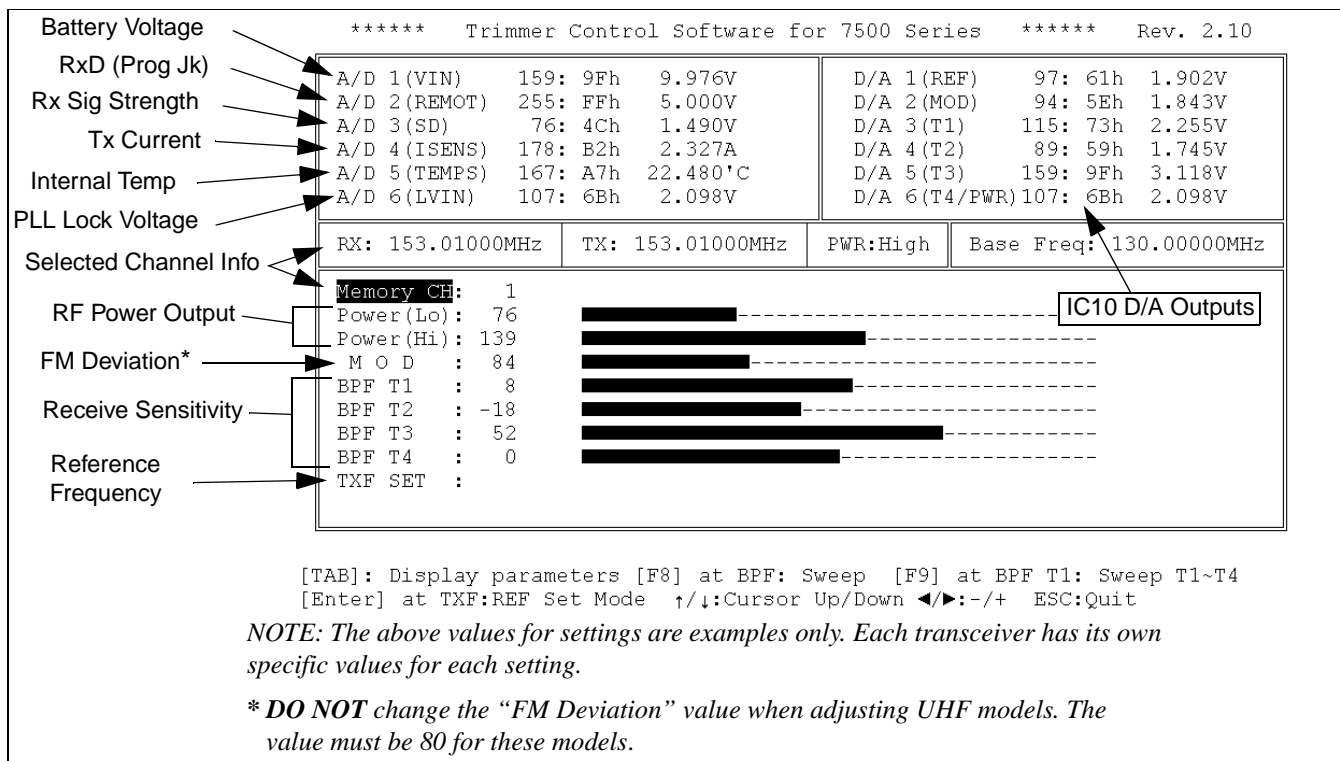 ****** Trimmer Control Software for 7500 Series ****** Rev. 2.10
Battery Voltage
RxD (Prog Jk)
Rx Sig Strength
Tx Current
Internal Temp
PLL Lock Voltage
A/D 1(VIN) 159: 9Fh 9.976V
A/D 2(REMOT) 255: FFh 5.000V
A/D 3(SD) 76: 4Ch 1.490V
A/D 4(ISENS) 178: B2h 2.327A
A/D 5(TEMPS) 167: A7h 22.480'C
A/D 6(LVIN) 107: 6Bh 2.098V
D/A 1(REF) 97: 61h 1.902V
D/A 2(MOD) 94: 5Eh 1.843V
D/A 3(T1) 115: 73h 2.255V
D/A 4(T2) 89: 59h 1.745V
D/A 5(T3) 159: 9Fh 3.118V
D/A 6(T4/PWR)107: 6Bh 2.098V
RX: 153.01000MHz TX: 153.01000MHz PWR:High Base Freq: 130.00000MHz
Selected Channel Info
IC10 D/A Outputs
RF Power Output
FM Deviation*
Receive Sensitivity
Reference
Frequency
Memory CH: 1
Power(Lo): 76
Power(Hi): 139
M O D : 84
BPF T1 : 8
BPF T2 : -18
BPF T3 : 52
BPF T4 : 0
TXF SET :
[TAB]: Display parameters [F8] at BPF: Sweep [F9] at BPF T1: Sweep T1~T4
[Enter] at TXF:REF Set Mode ↑/↓:Cursor Up/Down ◄/►:-/+ ESC:Quit
NOTE: The above values for settings are examples only. Each transceiver has its own
specific values for each setting.
* DO NOT change the “FM Deviation” value when adjusting UHF models. The
value must be 80 for these models.